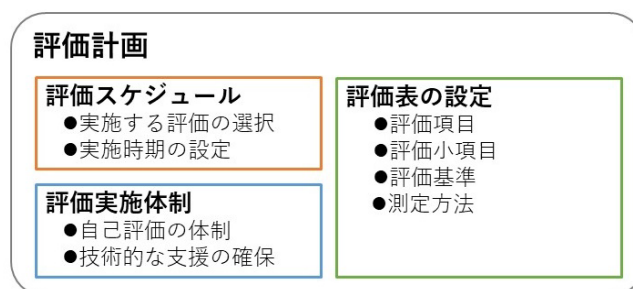 評価計画
評価スケジュール
●実施する評価の選択
●実施時期の設定
評価実施体制
●自己評価の体制
●技術的な支援の確保
評価表の設定
●評価項目
●評価小項目
●評価基準
●測定方法